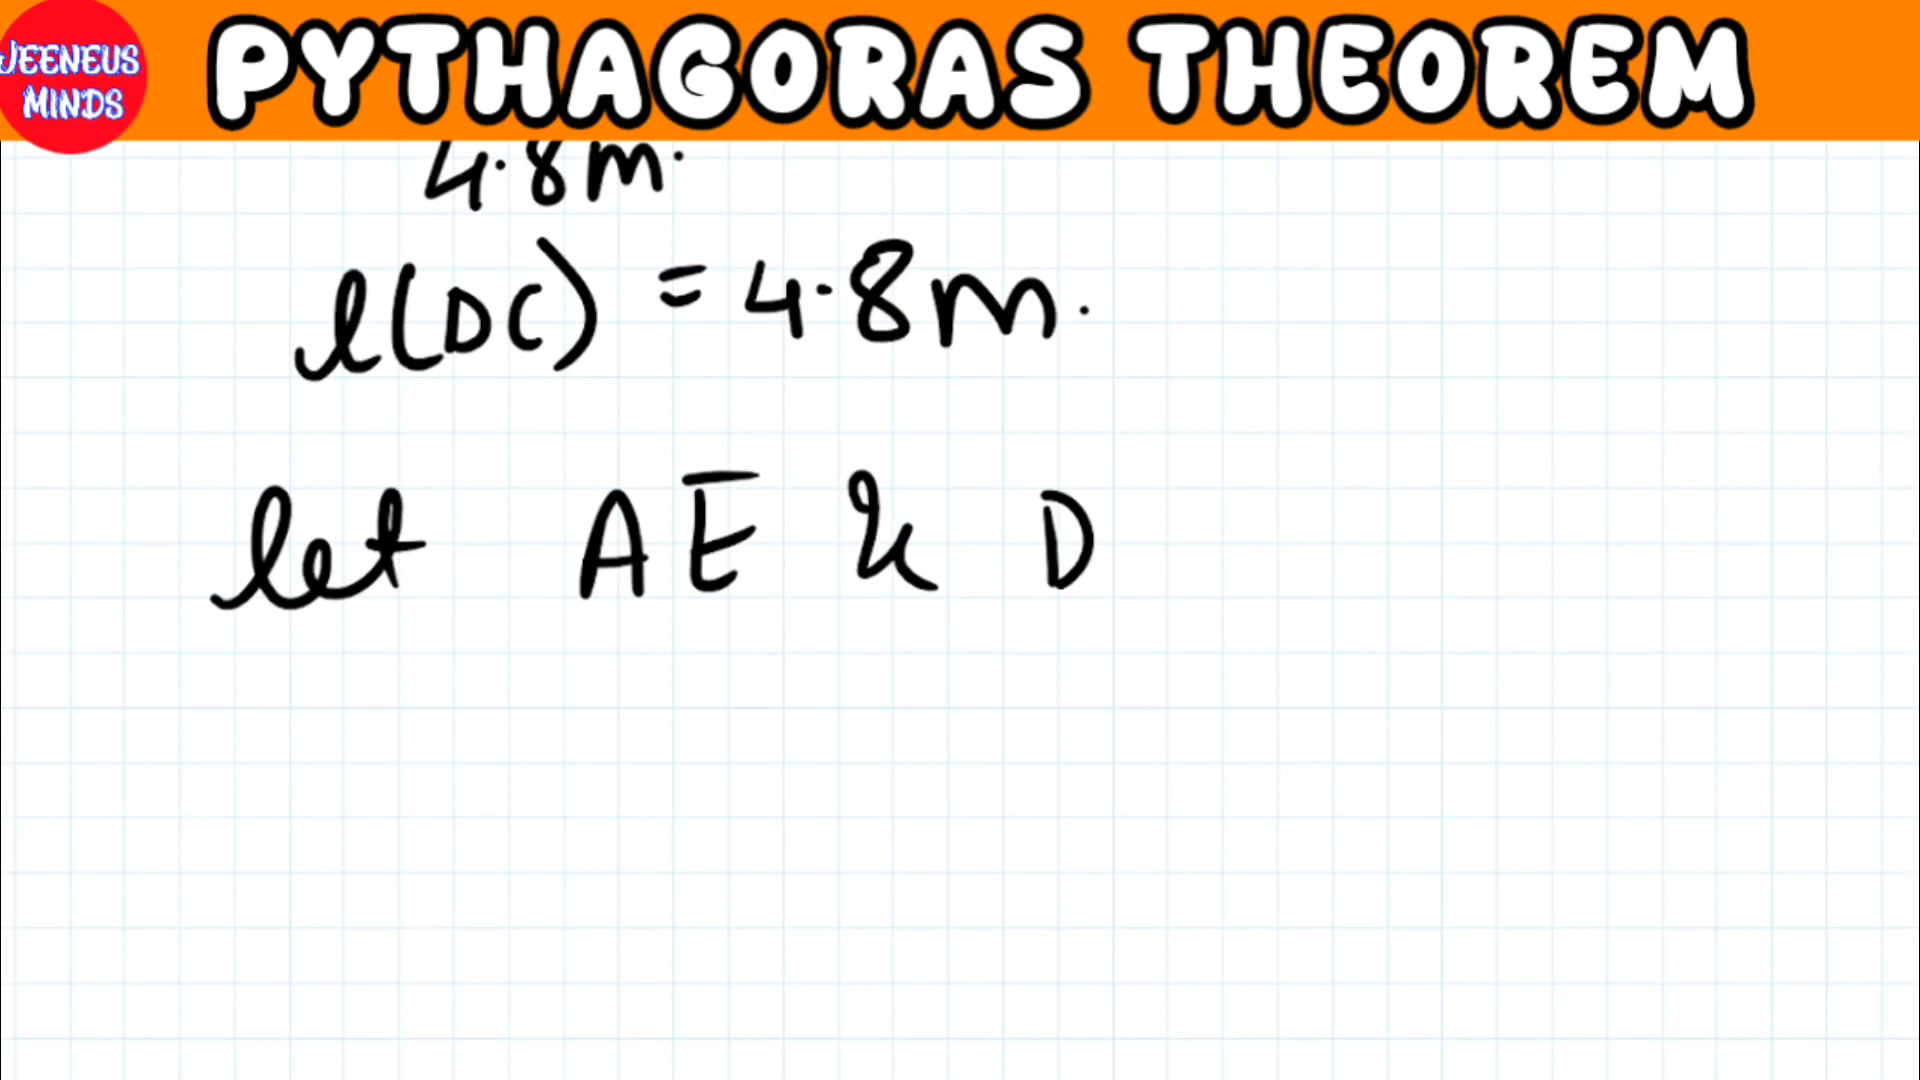 JEENEUS
MINDS
PYTHAGORAS THEOREM
4.8m.
l(DC) = 4.8m.
let AE & D